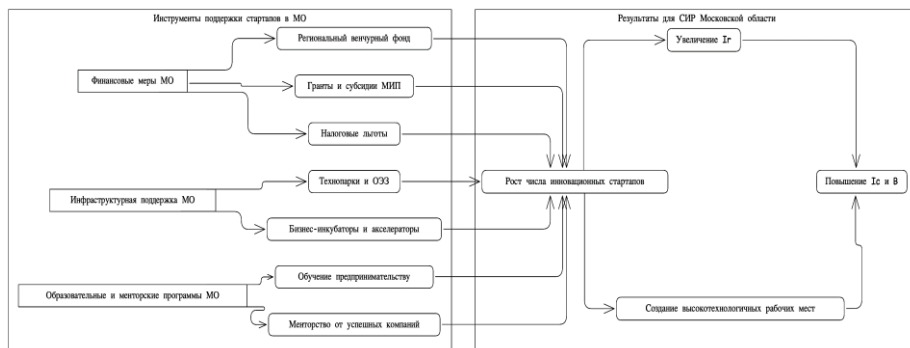 Инструменты поддержки стартапов в МО
Результаты для СИР Московской области
Региональный венчурный фонд
Увеличение Iг
Финансовые меры МО
Гранты и субсидии МИП
Налоговые льготы
Технопарки и ОЭЗ
Рост числа инновационных стартапов
Повышение Iс и В
Инфраструктурная поддержка МО
Бизнес-инкубаторы и акселераторы
Обучение предпринимательству
Образовательные и менторские программы МО
Создание высокотехнологичных рабочих мест
Менторство от успешных компаний